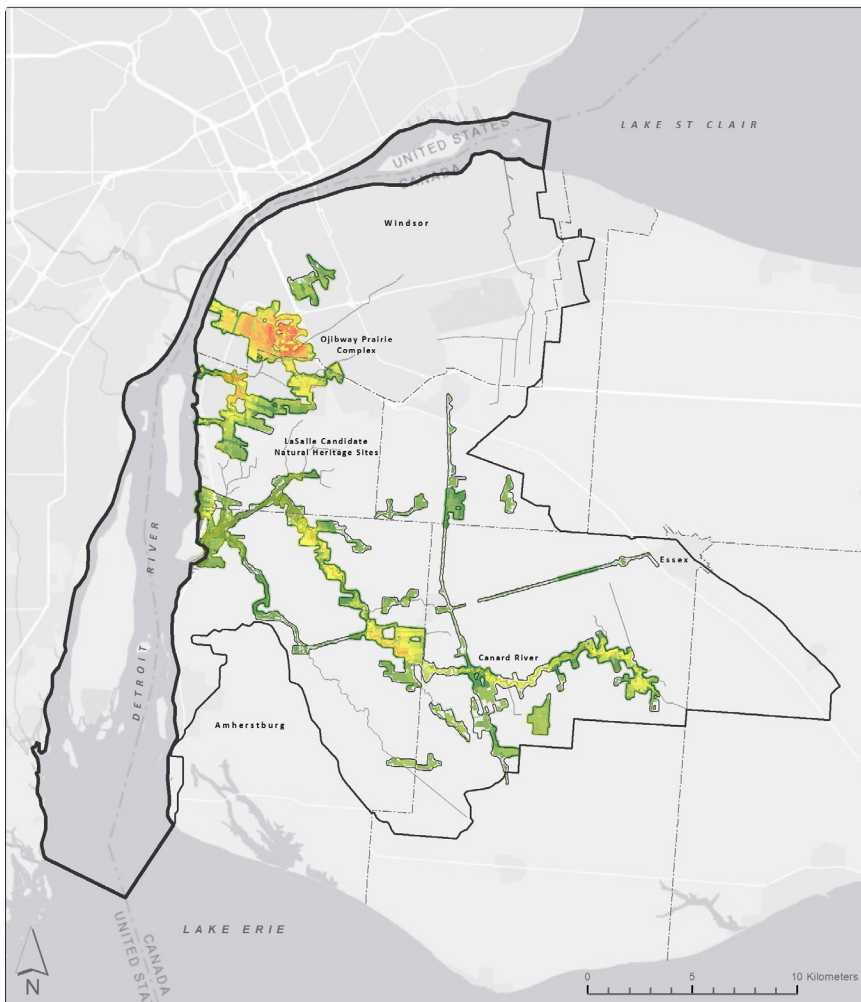 LAKE ST CLAIR
UNITED STATES
CANADA
Windsor
Ojibway Prairie
Complex
LaSalle Candidate
Natural Heritage Sites
DETROIT RIVER
Essex
Canard River
Amherstburg
LAKE ERIE
CANADA
UNITED STATES
N
0 5 10 Kilometers